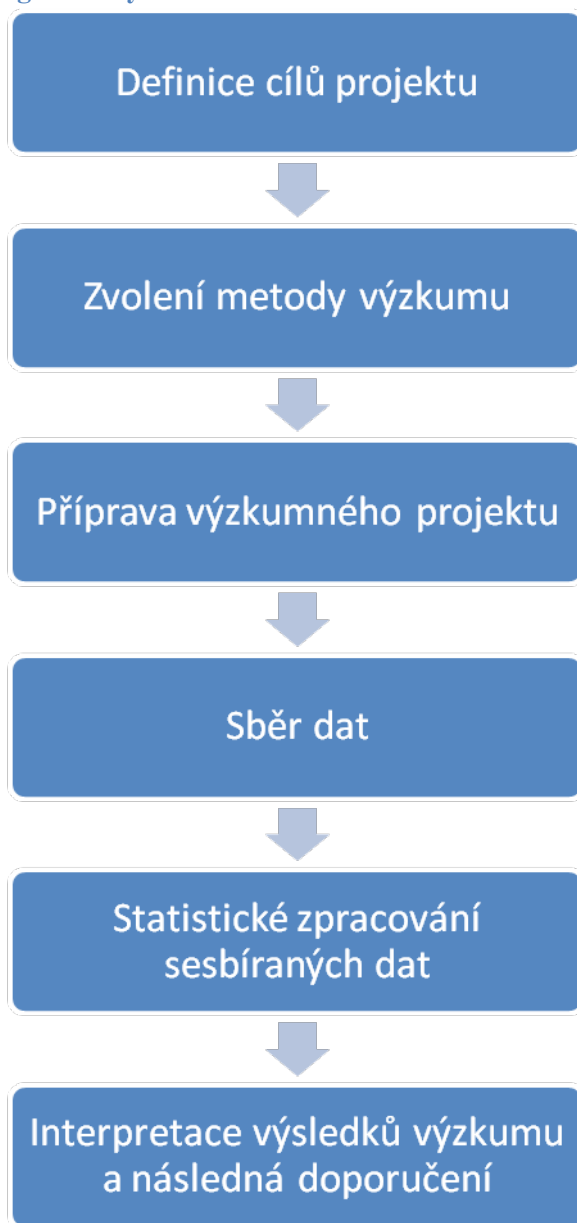 Definice cílů projektu
Zvolení metody výzkumu
Příprava výzkumného projektu
Sběr dat
Statistické zpracování
sesbíraných dat
Interpretace výsledků výzkumu
a následná doporučení